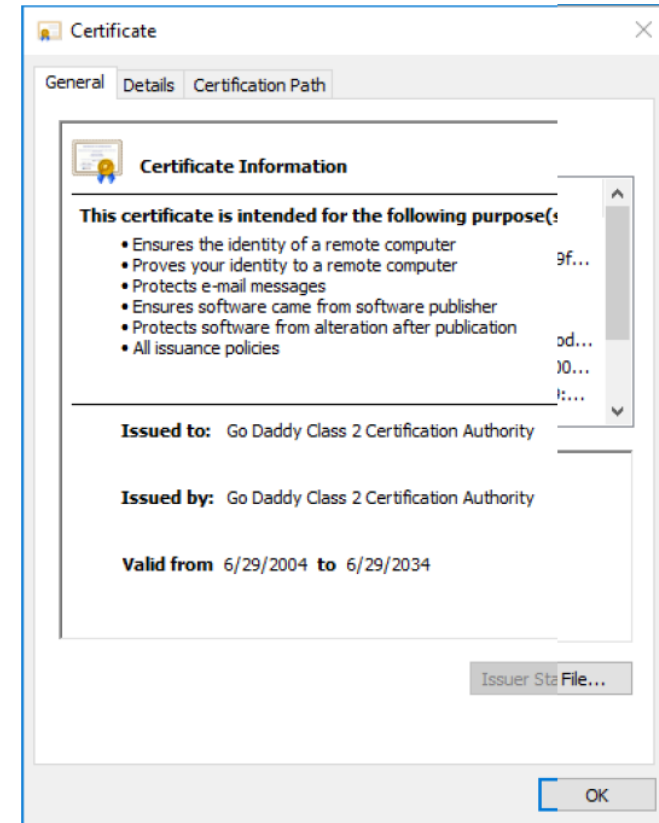 Certificate
General Details Certification Path
Certificate Information
This certificate is intended for the following purpose(s
• Ensures the identity of a remote computer
• Proves your identity to a remote computer
9f...
• Protects e-mail messages
• Ensures software came from software publisher
• Protects software from alteration after publication
od...
• All issuance policies
00...
:...
Issued to: Go Daddy Class 2 Certification Authority
Issued by: Go Daddy Class 2 Certification Authority
Valid from 6/29/2004 to 6/29/2034
Issuer Sta File...
OK